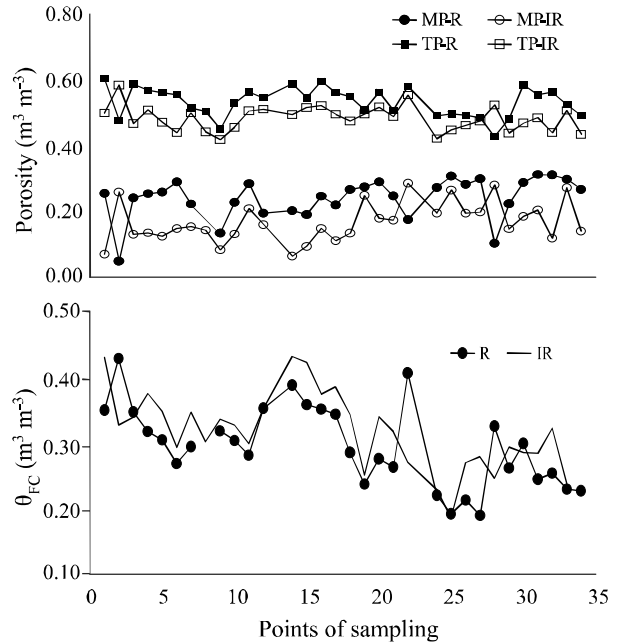 0.80
MP-R
MP-IR
TP-R
TP-IR
0.60
0.40
0.20
0.00
Porosity (m³ m⁻³)
0.50
R
IR
0.40
0.30
0.20
0.10
θFC (m³ m⁻³)
0 5 10 15 20 25 30 35
Points of sampling